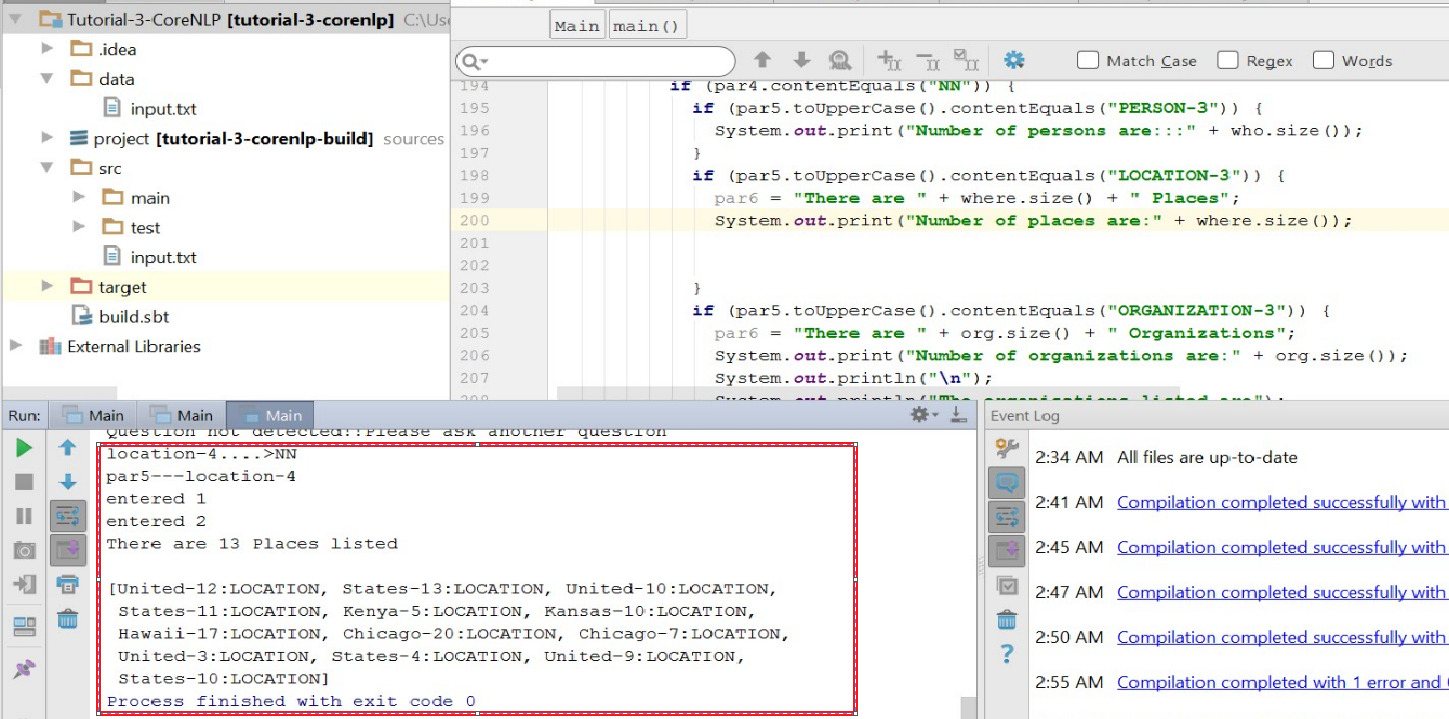 Tutorial-3-CoreNLP [tutorial-3-corenlp] C:\Us
.idea
data
input.txt
project [tutorial-3-corenlp-build] sources
src
main
test
input.txt
target
build.sbt
External Libraries
Main main()
Match Case Regex Words
194 if (par4.contentEquals("NN")) {
195 if (par5.toUpperCase().contentEquals("PERSON-3")) {
196 System.out.print("Number of persons are:::" + who.size());
197 }
198 if (par5.toUpperCase().contentEquals("LOCATION-3")) {
199 par6 = "There are " + where.size() + " Places";
200 System.out.print("Number of places are:" + where.size());
201
202
203 }
204 if (par5.toUpperCase().contentEquals("ORGANIZATION-3")) {
205 par6 = "There are " + org.size() + " Organizations";
206 System.out.print("Number of organizations are:" + org.size());
207 System.out.println("\n");
208 System.out.println("The organizations listed are");
Run: Main Main Main
Question not detected!!Please ask another question
location-4....>NN
par5---location-4
entered 1
entered 2
There are 13 Places listed
[United-12:LOCATION, States-13:LOCATION, United-10:LOCATION,
States-11:LOCATION, Kenya-5:LOCATION, Kansas-10:LOCATION,
Hawaii-17:LOCATION, Chicago-20:LOCATION, Chicago-7:LOCATION,
United-3:LOCATION, States-4:LOCATION, United-9:LOCATION,
States-10:LOCATION]
Process finished with exit code 0
Event Log
2:34 AM All files are up-to-date
2:41 AM Compilation completed successfully with
2:45 AM Compilation completed successfully with
2:47 AM Compilation completed successfully with
2:50 AM Compilation completed successfully with
2:55 AM Compilation completed with 1 error and